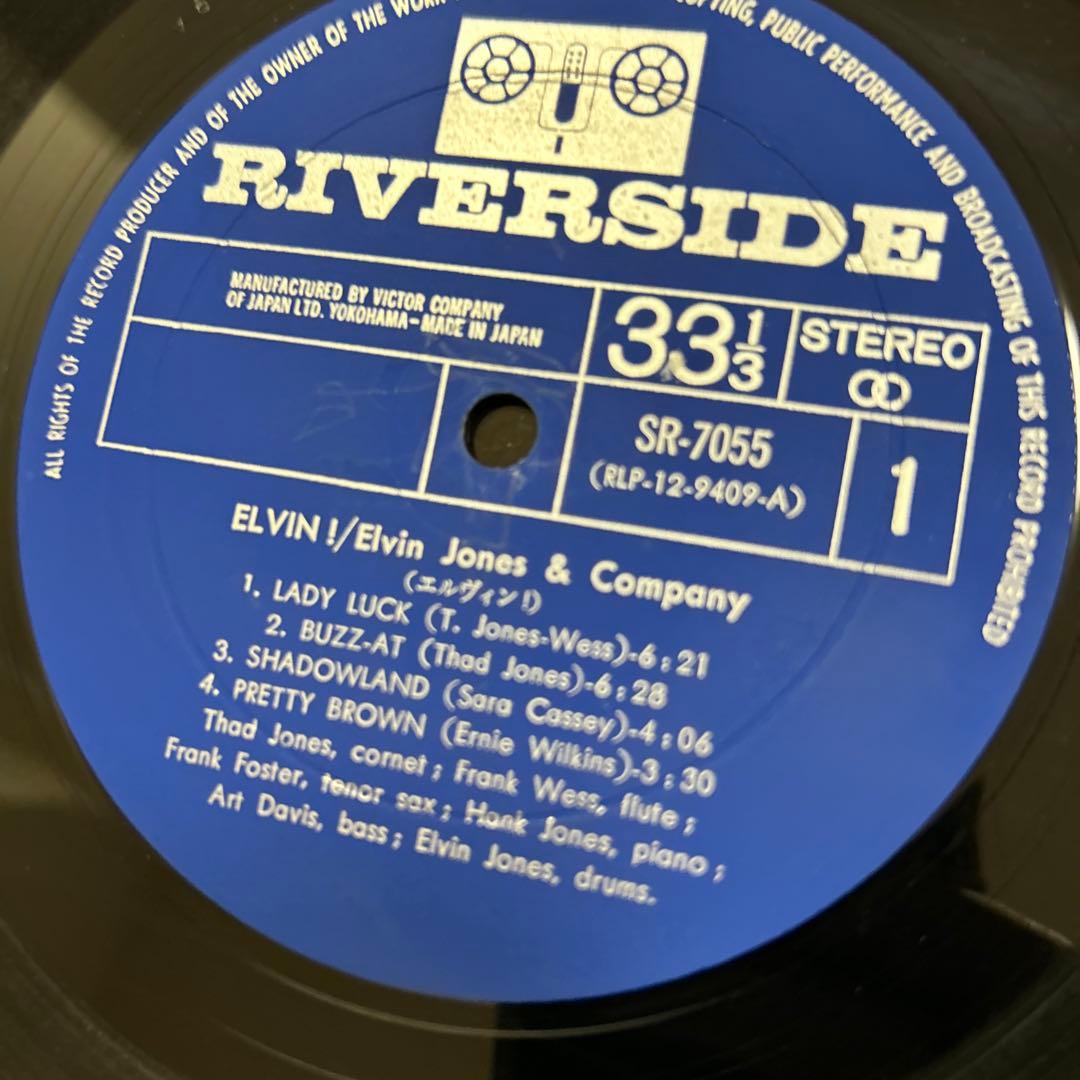 ALL RIGHTS OF THE RECORD PRODUCER AND OF THE OWNER OF THE WORK
PUBLIC PERFORMANCE AND BROADCASTING OF THIS RECORD PROHIBITED
RIVERSIDE
MANUFACTURED BY VICTOR COMPANY
OF JAPAN LTD. YOKOHAMA-MADE IN JAPAN
33 1/3
STEREO
SR-7055
(RLP-12-9409-A)
1
ELVIN!/Elvin Jones & Company
(エルヴィン!)
1. LADY LUCK (T. Jones-Wess)-6:21
2. BUZZ-AT (Thad Jones)-6:28
3. SHADOWLAND (Sara Cassey)-4:06
4. PRETTY BROWN (Ernie Wilkins)-3:30
Thad Jones, cornet; Frank Wess, flute;
Frank Foster, tenor sax; Hank Jones, piano;
Art Davis, bass; Elvin Jones, drums.